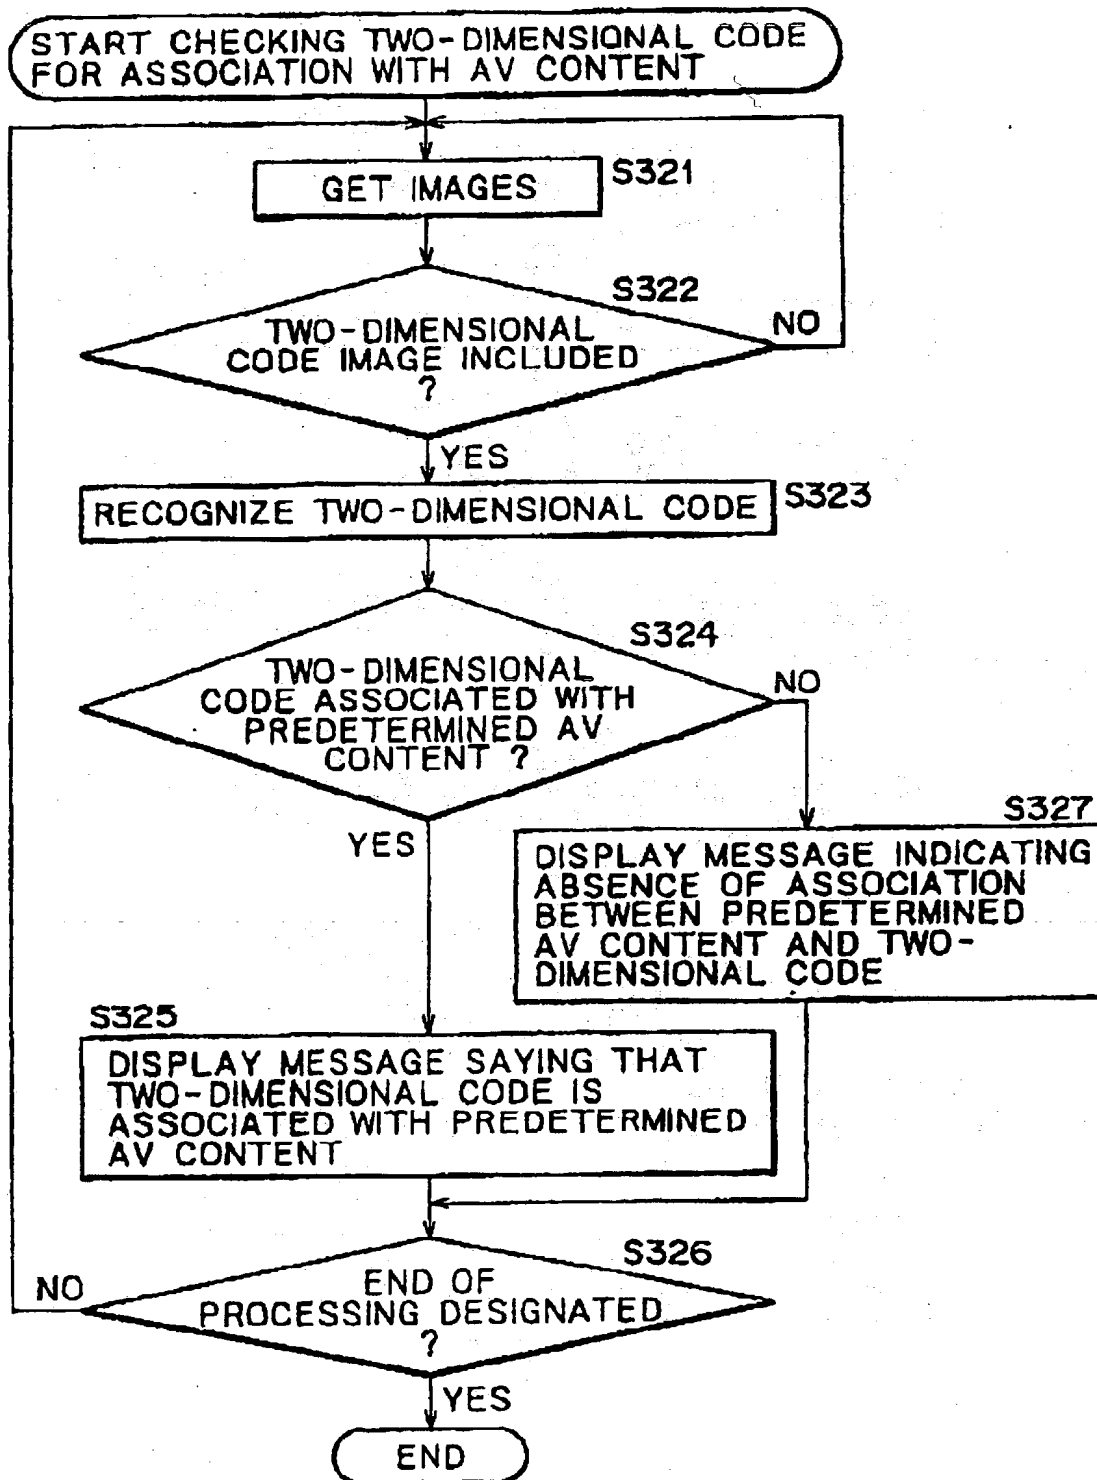 START CHECKING TWO-DIMENSIONAL CODE
FOR ASSOCIATION WITH AV CONTENT
GET IMAGES
S321
S322
TWO-DIMENSIONAL
CODE IMAGE INCLUDED
?
NO
YES
RECOGNIZE TWO-DIMENSIONAL CODE
S323
S324
TWO-DIMENSIONAL
CODE ASSOCIATED WITH
PREDETERMINED AV
CONTENT ?
NO
YES
S327
DISPLAY MESSAGE INDICATING
ABSENCE OF ASSOCIATION
BETWEEN PREDETERMINED
AV CONTENT AND TWO-
DIMENSIONAL CODE
S325
DISPLAY MESSAGE SAYING THAT
TWO-DIMENSIONAL CODE IS
ASSOCIATED WITH PREDETERMINED
AV CONTENT
S326
NO
END OF
PROCESSING DESIGNATED
?
YES
END